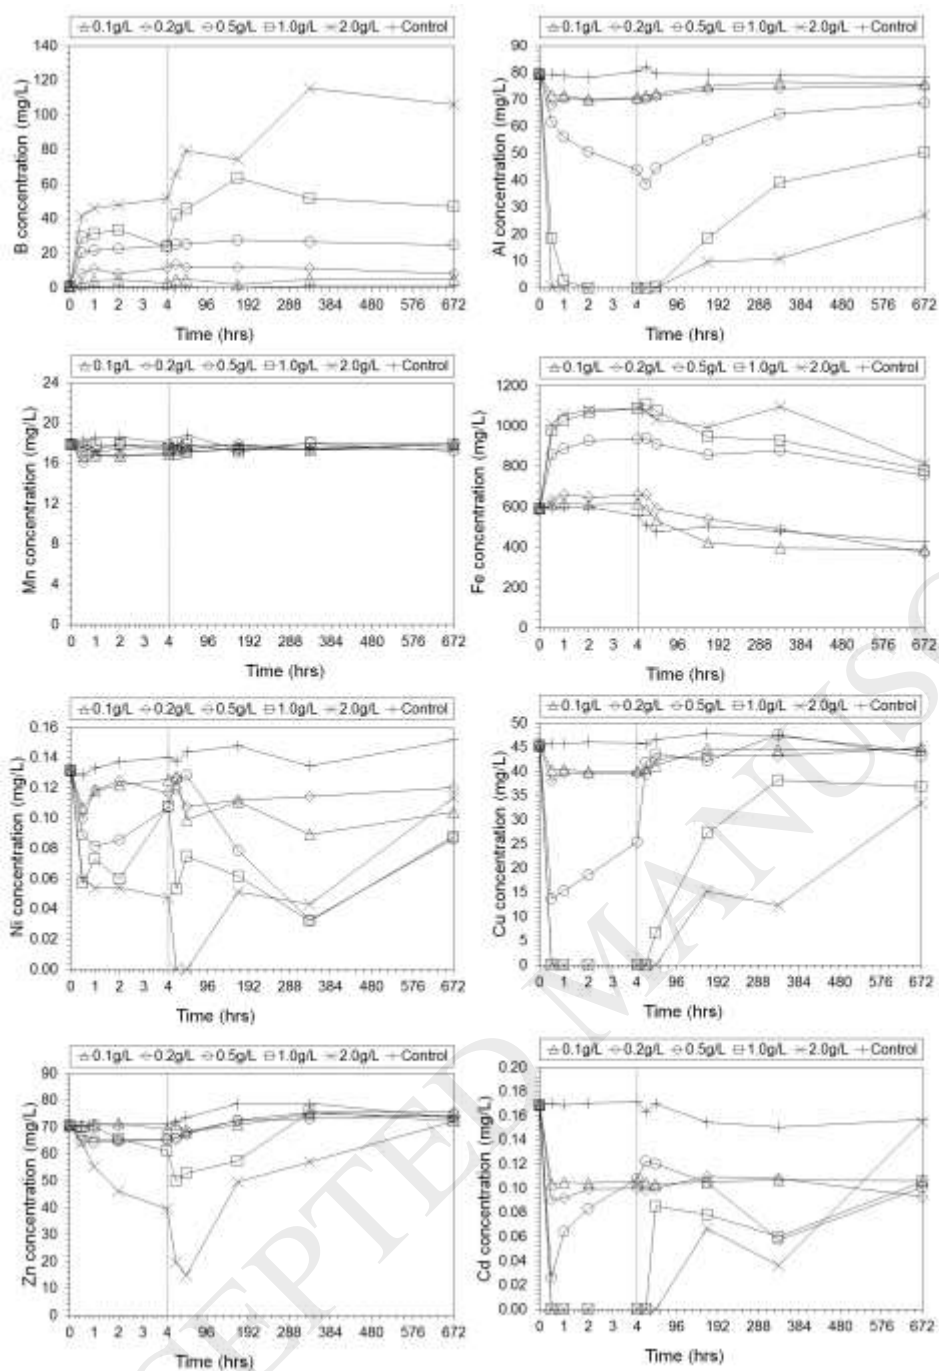 0.1g/L 0.2g/L 0.5g/L 1.0g/L 2.0g/L Control
B concentration (mg/L)
140
120
100
80
60
40
20
0
0 1 2 3 4 96 192 288 384 480 576 672
Time (hrs)
0.1g/L 0.2g/L 0.5g/L 1.0g/L 2.0g/L Control
Al concentration (mg/L)
90
80
70
60
50
40
30
20
10
0
0 1 2 3 4 96 192 288 384 480 576 672
Time (hrs)
0.1g/L 0.2g/L 0.5g/L 1.0g/L 2.0g/L Control
Mn concentration (mg/L)
24
20
16
12
8
4
0
0 1 2 3 4 96 192 288 384 480 576 672
Time (hrs)
0.1g/L 0.2g/L 0.5g/L 1.0g/L 2.0g/L Control
Fe concentration (mg/L)
1200
1000
800
600
400
200
0
0 1 2 3 4 96 192 288 384 480 576 672
Time (hrs)
0.1g/L 0.2g/L 0.5g/L 1.0g/L 2.0g/L Control
Ni concentration (mg/L)
0.16
0.14
0.12
0.10
0.08
0.06
0.04
0.02
0.00
0 1 2 3 4 96 192 288 384 480 576 672
Time (hrs)
0.1g/L 0.2g/L 0.5g/L 1.0g/L 2.0g/L Control
Cu concentration (mg/L)
50
45
40
35
30
25
20
15
10
5
0
0 1 2 3 4 96 192 288 384 480 576 672
Time (hrs)
0.1g/L 0.2g/L 0.5g/L 1.0g/L 2.0g/L Control
Zn concentration (mg/L)
90
80
70
60
50
40
30
20
10
0
0 1 2 3 4 96 192 288 384 480 576 672
Time (hrs)
0.1g/L 0.2g/L 0.5g/L 1.0g/L 2.0g/L Control
Cd concentration (mg/L)
0.20
0.18
0.16
0.14
0.12
0.10
0.08
0.06
0.04
0.02
0.00
0 1 2 3 4 96 192 288 384 480 576 672
Time (hrs)
CEPTED MANUSC